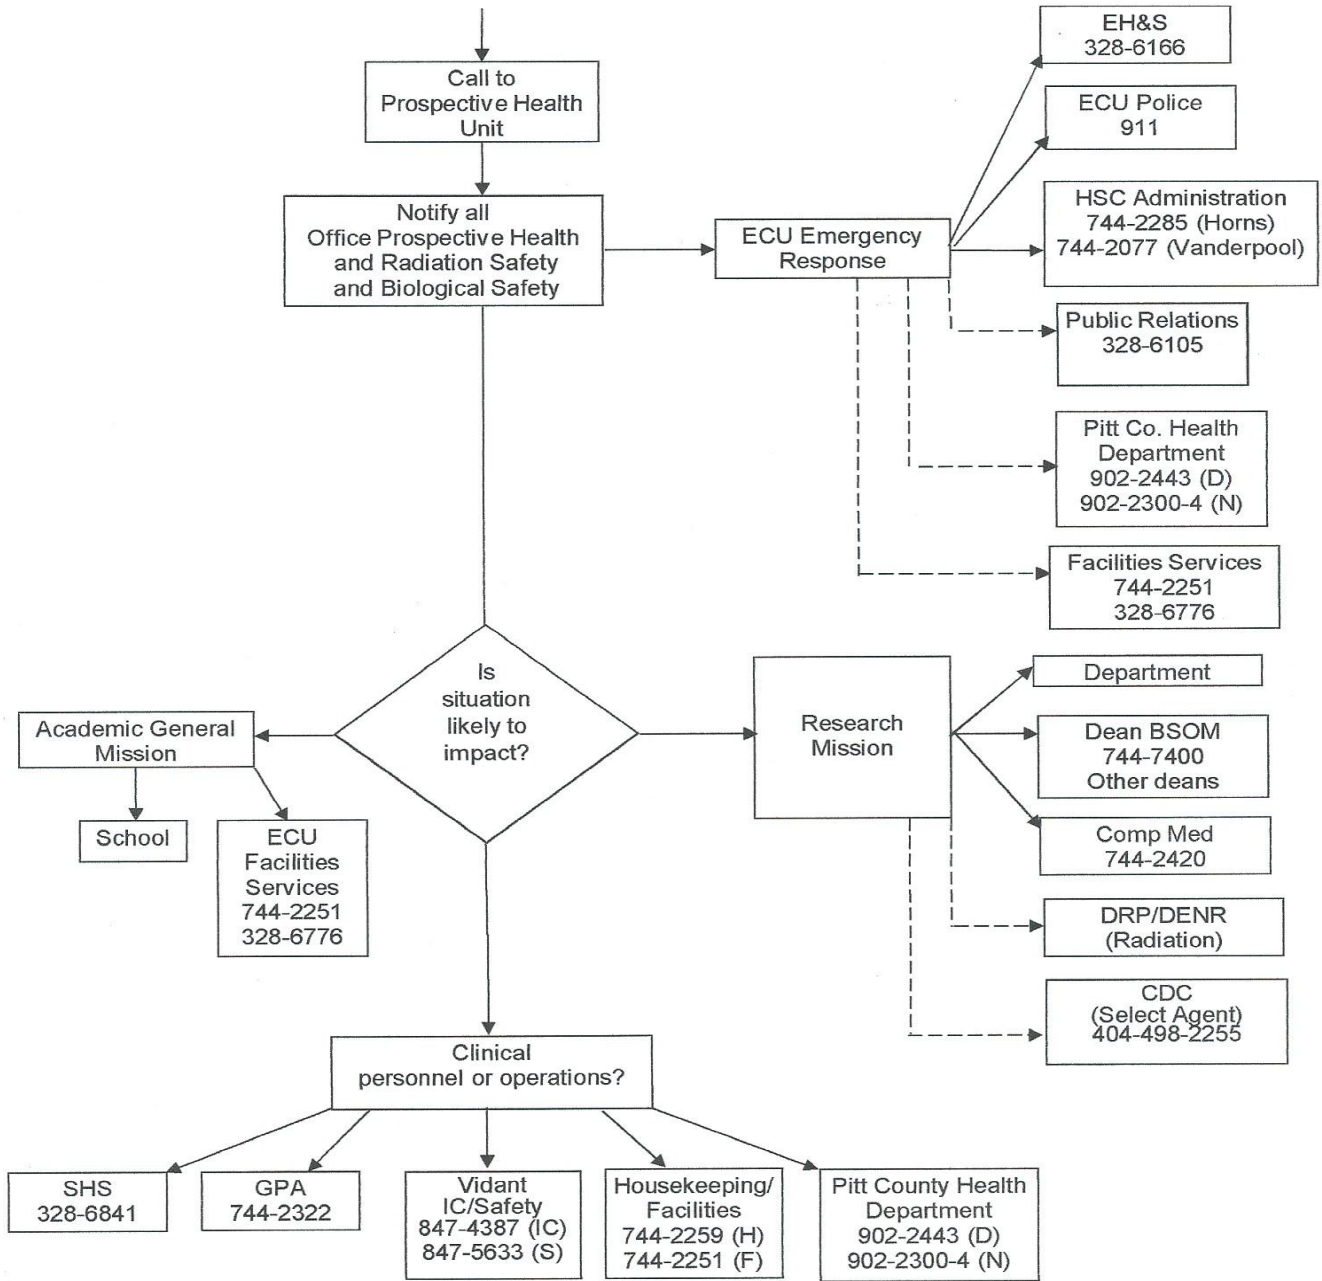 Call to
Prospective Health
Unit
Notify all
Office Prospective Health
and Radiation Safety
and Biological Safety
ECU Emergency
Response
EH&S
328-6166
ECU Police
911
HSC Administration
744-2285 (Horns)
744-2077 (Vanderpool)
Public Relations
328-6105
Pitt Co. Health
Department
902-2443 (D)
902-2300-4 (N)
Facilities Services
744-2251
328-6776
Is
situation
likely to
impact?
Academic General
Mission
School
ECU
Facilities
Services
744-2251
328-6776
Research
Mission
Department
Dean BSOM
744-7400
Other deans
Comp Med
744-2420
DRP/DENR
(Radiation)
CDC
(Select Agent)
404-498-2255
Clinical
personnel or operations?
SHS
328-6841
GPA
744-2322
Vidant
IC/Safety
847-4387 (IC)
847-5633 (S)
Housekeeping/
Facilities
744-2259 (H)
744-2251 (F)
Pitt County Health
Department
902-2443 (D)
902-2300-4 (N)